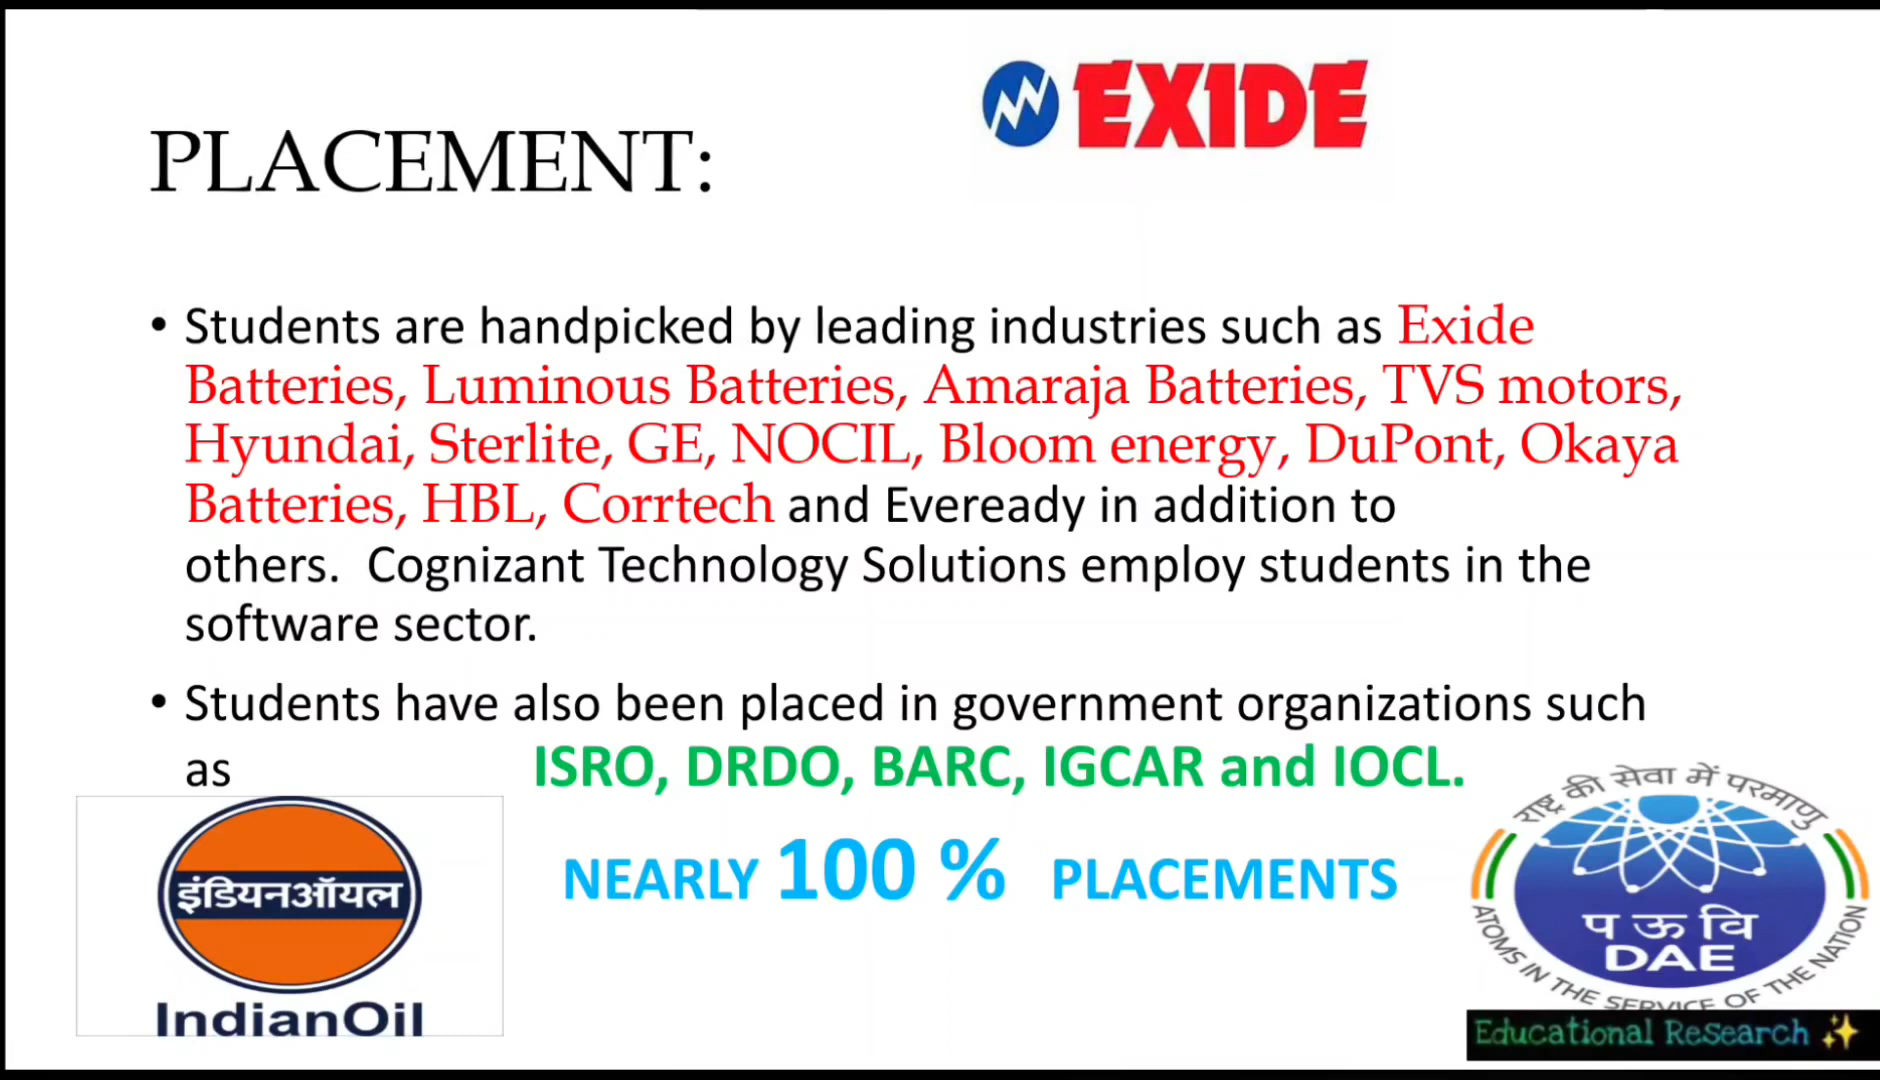 EXIDE
PLACEMENT:
• Students are handpicked by leading industries such as Exide
Batteries, Luminous Batteries, Amaraja Batteries, TVS motors,
Hyundai, Sterlite, GE, NOCIL, Bloom energy, DuPont, Okaya
Batteries, HBL, Corrtech and Eveready in addition to
others. Cognizant Technology Solutions employ students in the
software sector.
• Students have also been placed in government organizations such
as ISRO, DRDO, BARC, IGCAR and IOCL.
NEARLY 100 % PLACEMENTS
इंडियनऑयल
IndianOil
राष्ट्र की सेवा में परमाणु
प ऊ वि
DAE
ATOMS IN THE SERVICE OF THE NATION
Educational Research